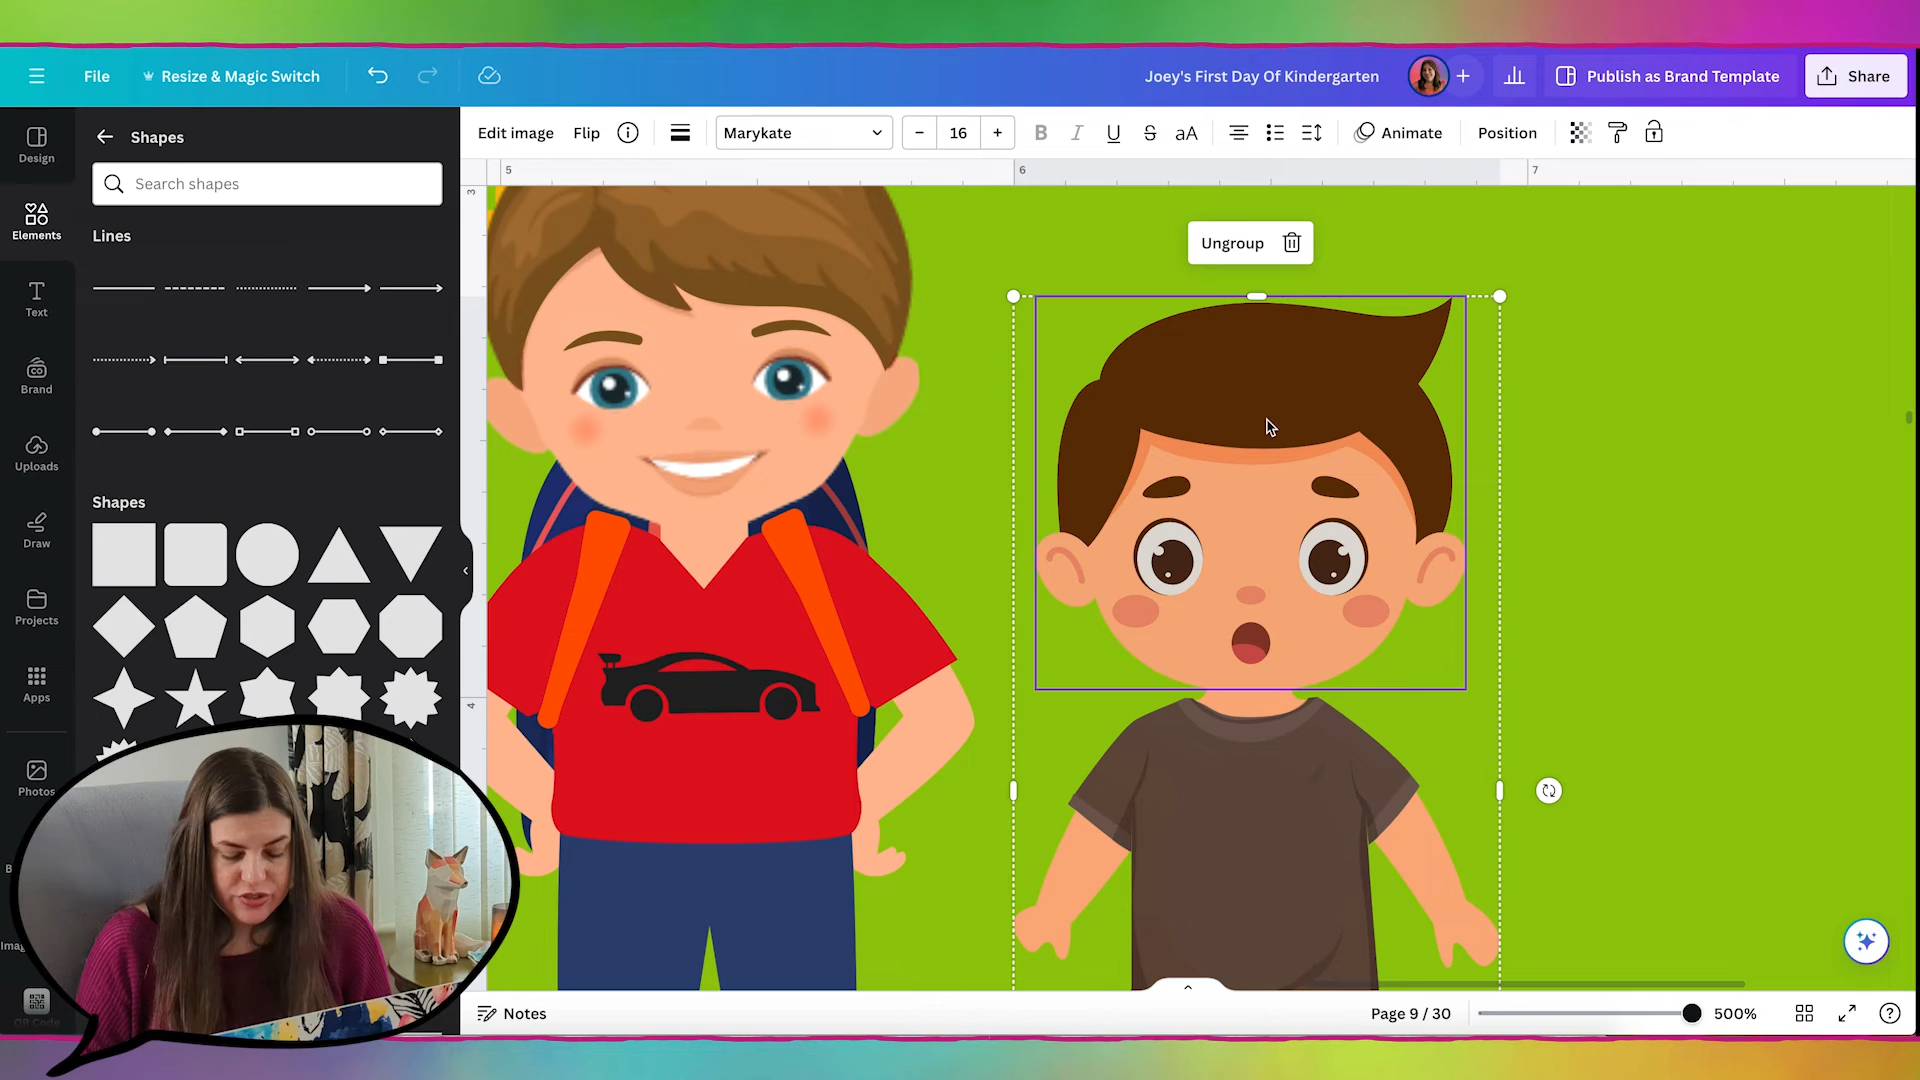 File
Resize & Magic Switch
Joey's First Day Of Kindergarten
Publish as Brand Template
Share
Design
Elements
Text
Brand
Uploads
Draw
Projects
Apps
Photos
Shapes
Search shapes
Lines
Shapes
Edit image
Flip
Marykate
16
B
I
U
S
aA
Animate
Position
5
6
7
3
4
Ungroup
Notes
Page 9 / 30
500%